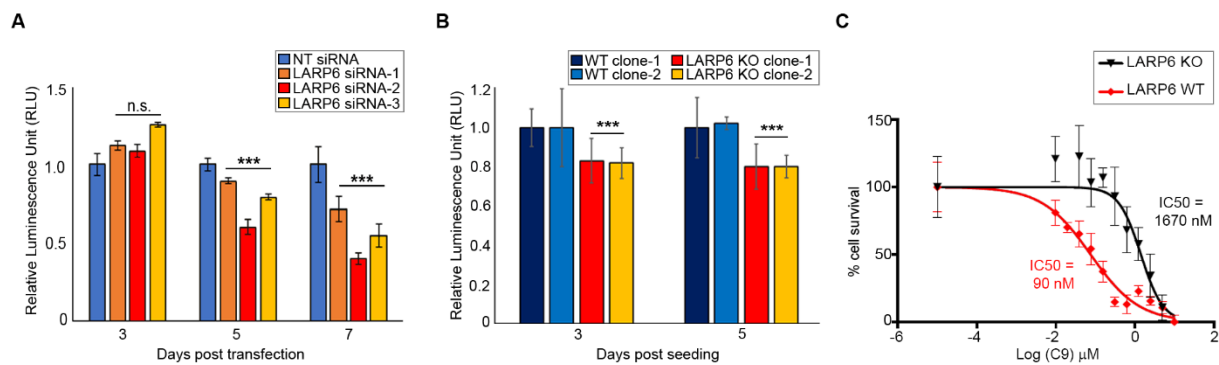 A
NT siRNA
LARP6 siRNA-1
LARP6 siRNA-2
LARP6 siRNA-3
Relative Luminescence Unit (RLU)
1.5
1.0
0.5
0
n.s.
***
***
3
5
7
Days post transfection
B
WT clone-1
LARP6 KO clone-1
WT clone-2
LARP6 KO clone-2
Relative Luminescence Unit (RLU)
1.2
1.0
0.8
0.6
0.4
0.2
0
***
***
3
5
Days post seeding
C
LARP6 KO
LARP6 WT
% cell survival
150
100
50
0
IC50 =
1670 nM
IC50 =
90 nM
-6
-4
-2
0
2
Log (C9) μM